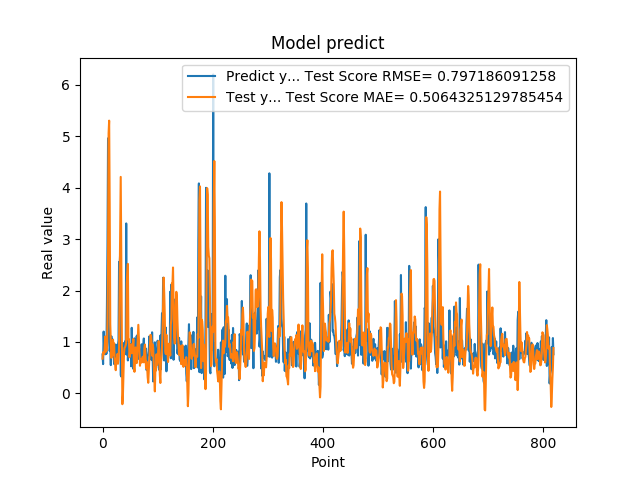 Model predict
Predict y... Test Score RMSE= 0.797186091258
Test y... Test Score MAE= 0.5064325129785454
Real value
6
5
4
3
2
1
0
0 200 400 600 800
Point